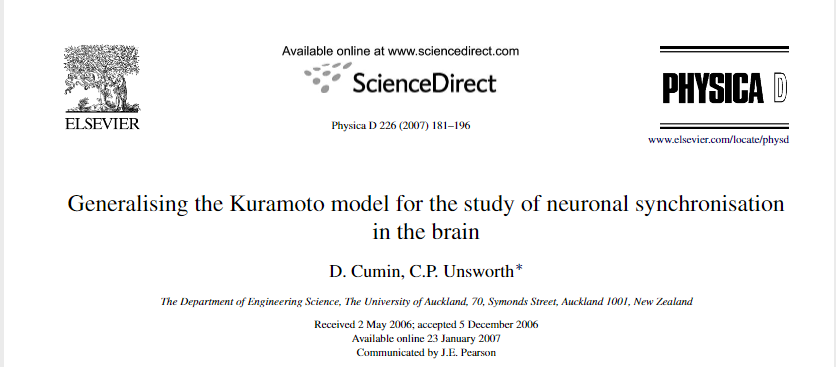 Available online at www.sciencedirect.com
ScienceDirect
ELSEVIER
Physica D 226 (2007) 181–196
PHYSICA D
www.elsevier.com/locate/physd
Generalising the Kuramoto model for the study of neuronal synchronisation
in the brain
D. Cumin, C.P. Unsworth*
The Department of Engineering Science, The University of Auckland, 70, Symonds Street, Auckland 1001, New Zealand
Received 2 May 2006; accepted 5 December 2006
Available online 23 January 2007
Communicated by J.E. Pearson